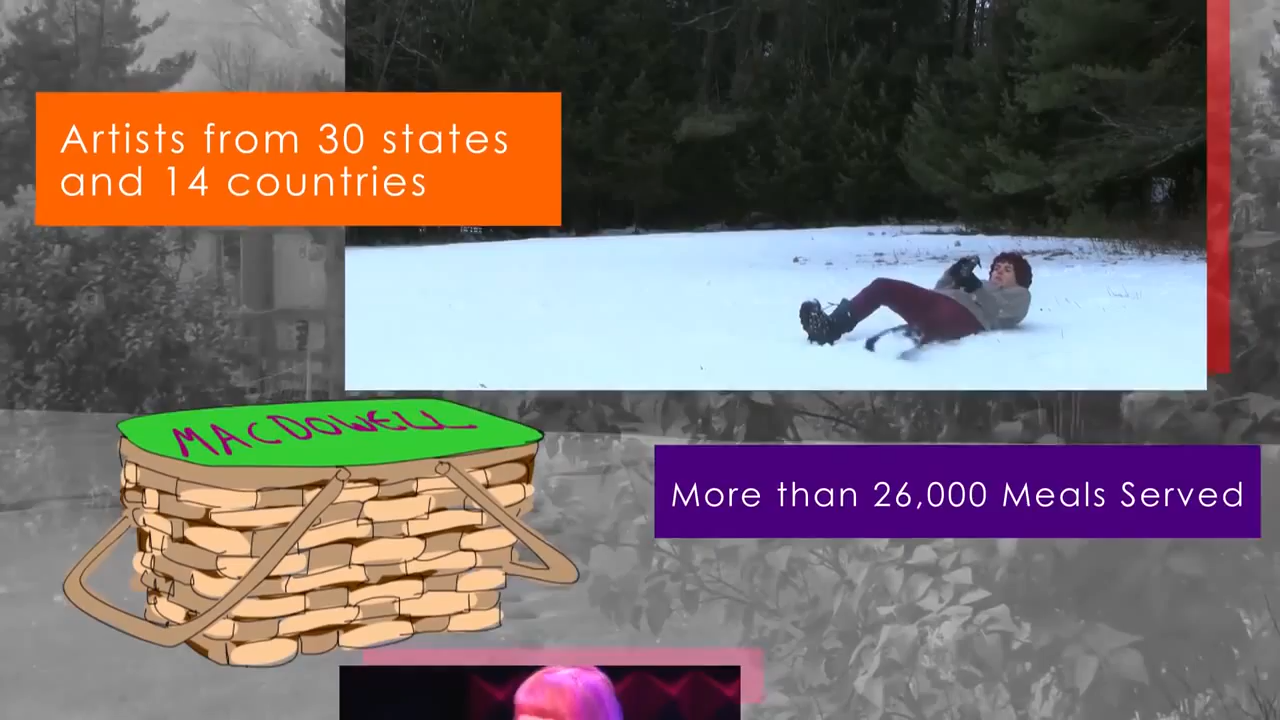 Artists from 30 states
and 14 countries
MACDOWELL
More than 26,000 Meals Served